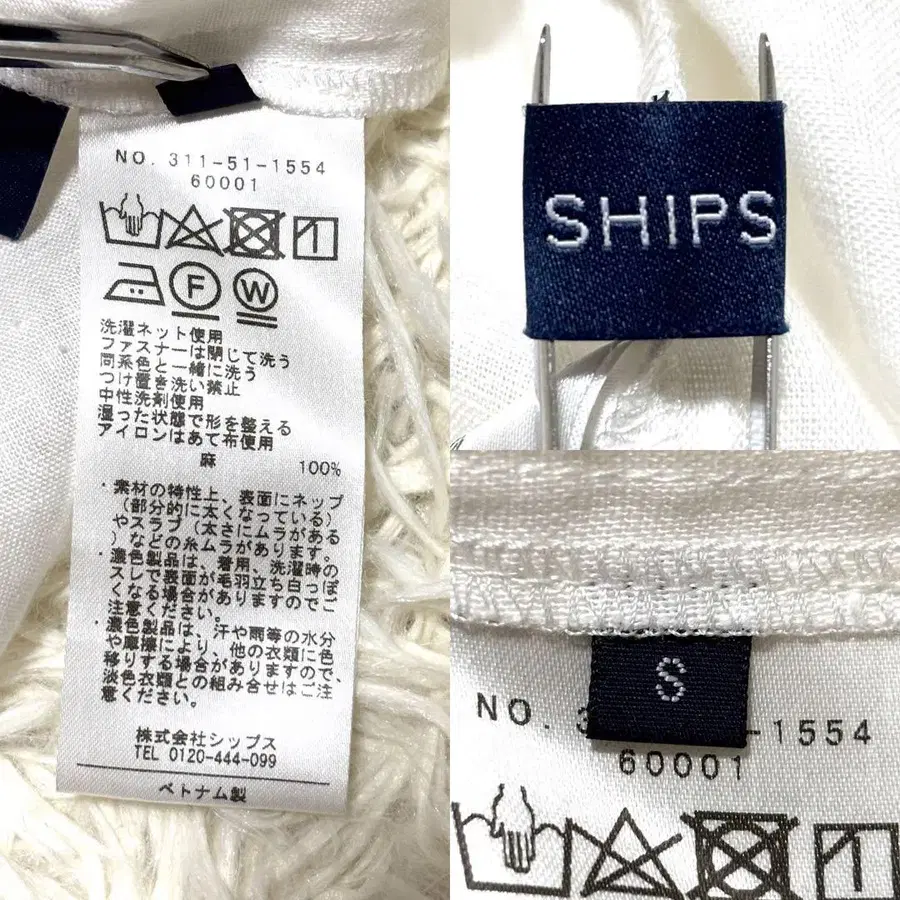 NO. 311-51-1554
60001
F
W
洗濯ネット使用
ファスナーは閉じて洗う
同系色と一緒に洗う
つけ置き洗い禁止
中性洗剤使用
湿った状態で形を整える
アイロンはあて布使用
麻 100%
・素材の特性上、表面にネップ
(部分的に太くなっている)
やスラブ(太さにムラがある
)などの糸ムラがあります。
・濃色製品は、着用、洗濯時の
スレで表面が毛羽立ち白っぽ
くなる場合がありますのでご
注意ください。
・濃色製品は、汗や雨等の水分
や摩擦により、他の衣類に色
移りする場合がありますので、
淡色衣類との組み合せはご注
意ください。
株式会社シップス
TEL 0120-444-099
ベトナム製
SHIPS
S
NO. 3 -1554
60001